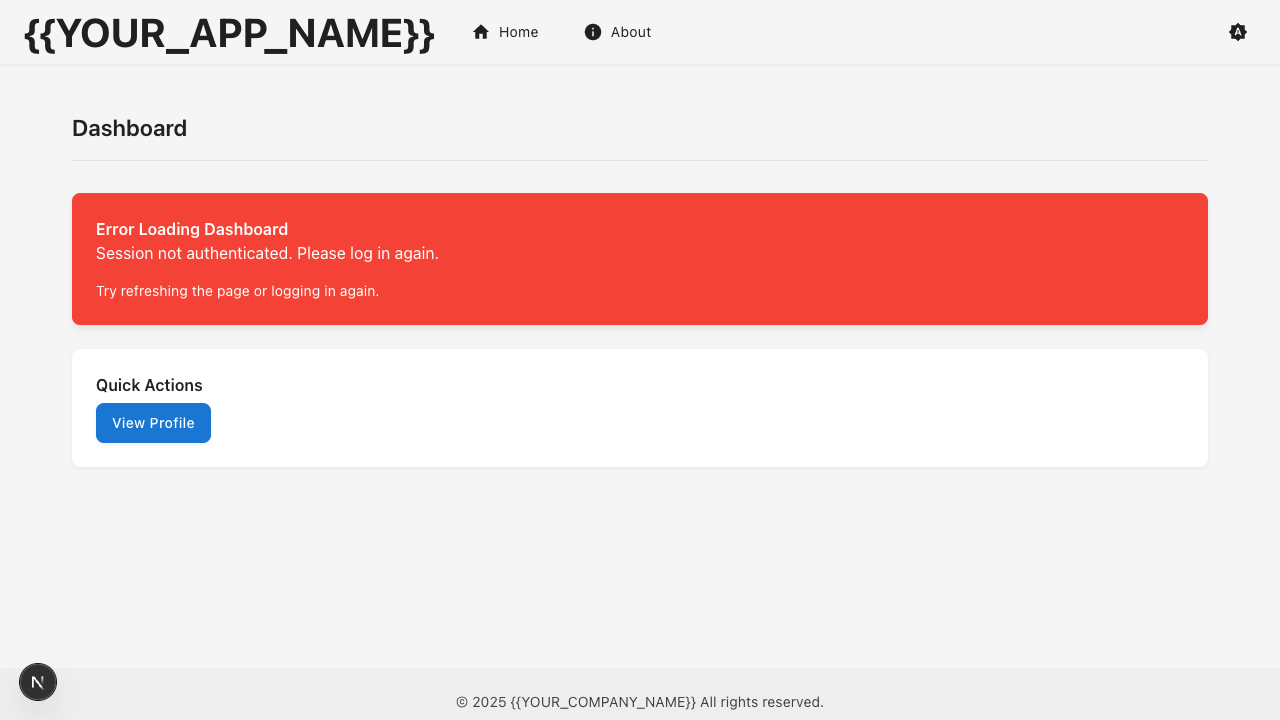 {{YOUR_APP_NAME}}
Home
About
A
Dashboard
Error Loading Dashboard
Session not authenticated. Please log in again.
Try refreshing the page or logging in again.
Quick Actions
View Profile
N
© 2025 {{YOUR_COMPANY_NAME}} All rights reserved.